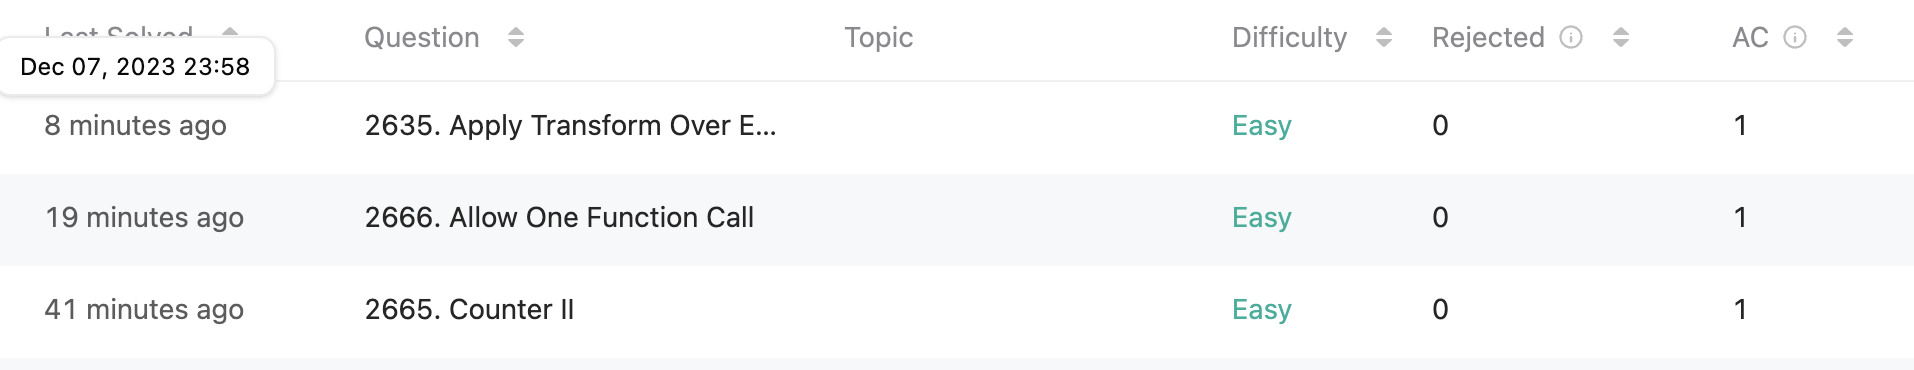 Last Solved Question Topic Difficulty Rejected AC
Dec 07, 2023 23:58
8 minutes ago 2635. Apply Transform Over E... Easy 0 1
19 minutes ago 2666. Allow One Function Call Easy 0 1
41 minutes ago 2665. Counter II Easy 0 1